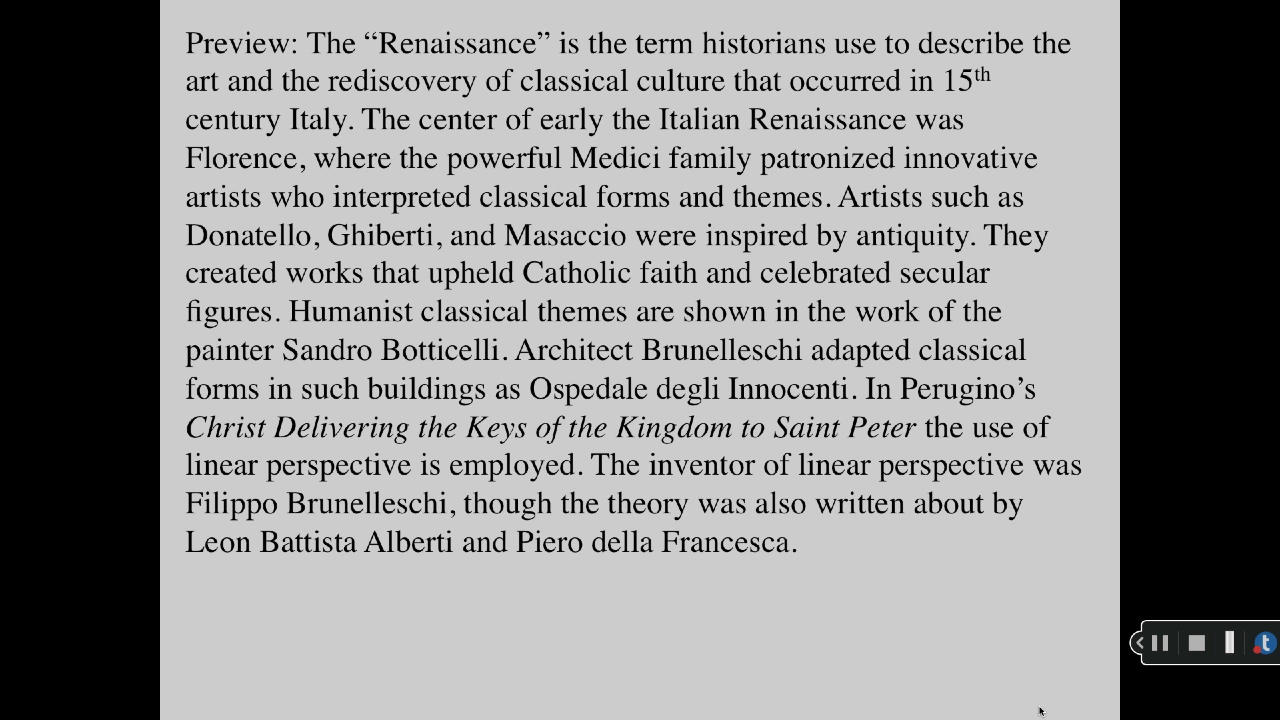 Preview: The “Renaissance” is the term historians use to describe the
art and the rediscovery of classical culture that occurred in 15th
century Italy. The center of early the Italian Renaissance was
Florence, where the powerful Medici family patronized innovative
artists who interpreted classical forms and themes. Artists such as
Donatello, Ghiberti, and Masaccio were inspired by antiquity. They
created works that upheld Catholic faith and celebrated secular
figures. Humanist classical themes are shown in the work of the
painter Sandro Botticelli. Architect Brunelleschi adapted classical
forms in such buildings as Ospedale degli Innocenti. In Perugino’s
Christ Delivering the Keys of the Kingdom to Saint Peter the use of
linear perspective is employed. The inventor of linear perspective was
Filippo Brunelleschi, though the theory was also written about by
Leon Battista Alberti and Piero della Francesca.
t